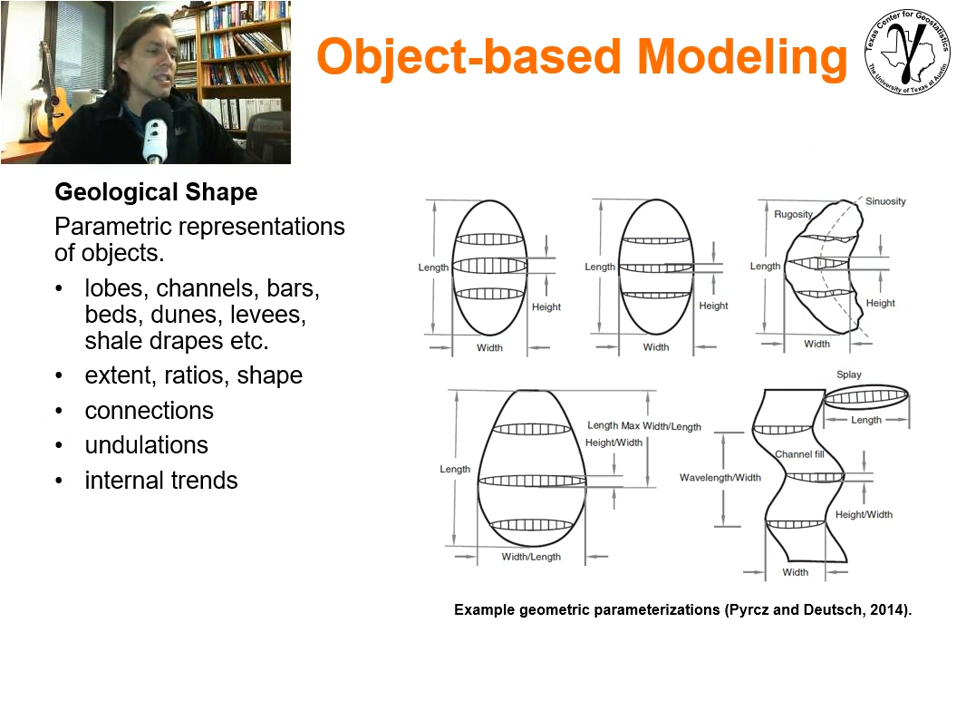 Object-based Modeling
Texas Center for Geostatistics
The University of Texas at Austin
γ
Geological Shape
Parametric representations
of objects.
• lobes, channels, bars,
beds, dunes, levees,
shale drapes etc.
• extent, ratios, shape
• connections
• undulations
• internal trends
Length
Height
Width
Length
Height
Width
Sinuosity
Rugosity
Length
Height
Width
Length Max Width/Length
Height/Width
Length
Width/Length
Splay
Length
Channel fill
Wavelength/Width
Height/Width
Width
Example geometric parameterizations (Pyrcz and Deutsch, 2014).